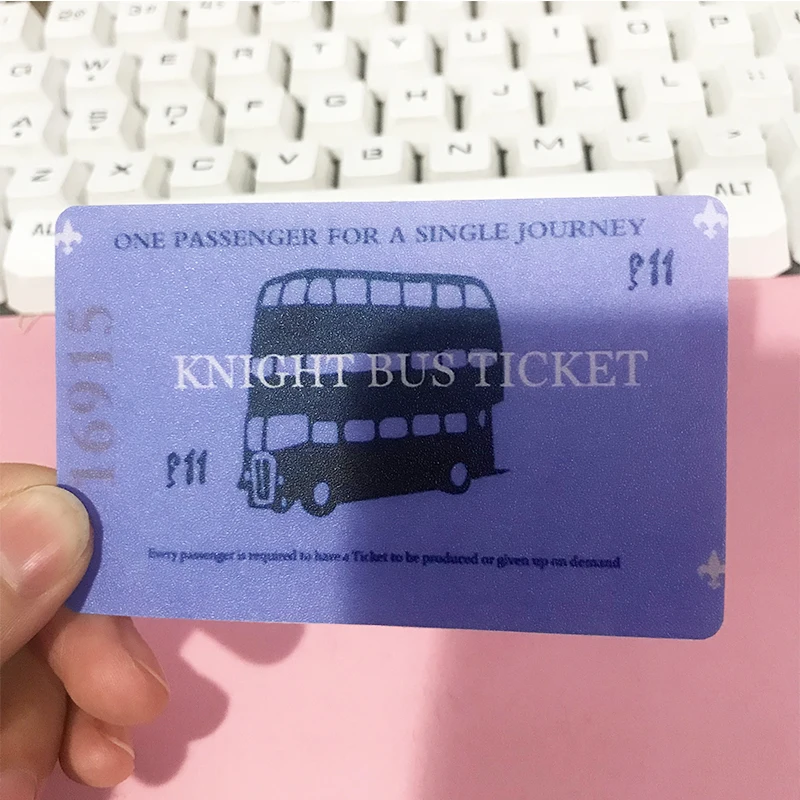 W E R T Y U I O P
A S D F G H J K L
Z X C V B N M
ALT
ONE PASSENGER FOR A SINGLE JOURNEY
11
16915
KNIGHT BUS TICKET
11
Every passenger is required to have a Ticket to be produced or given up on demand